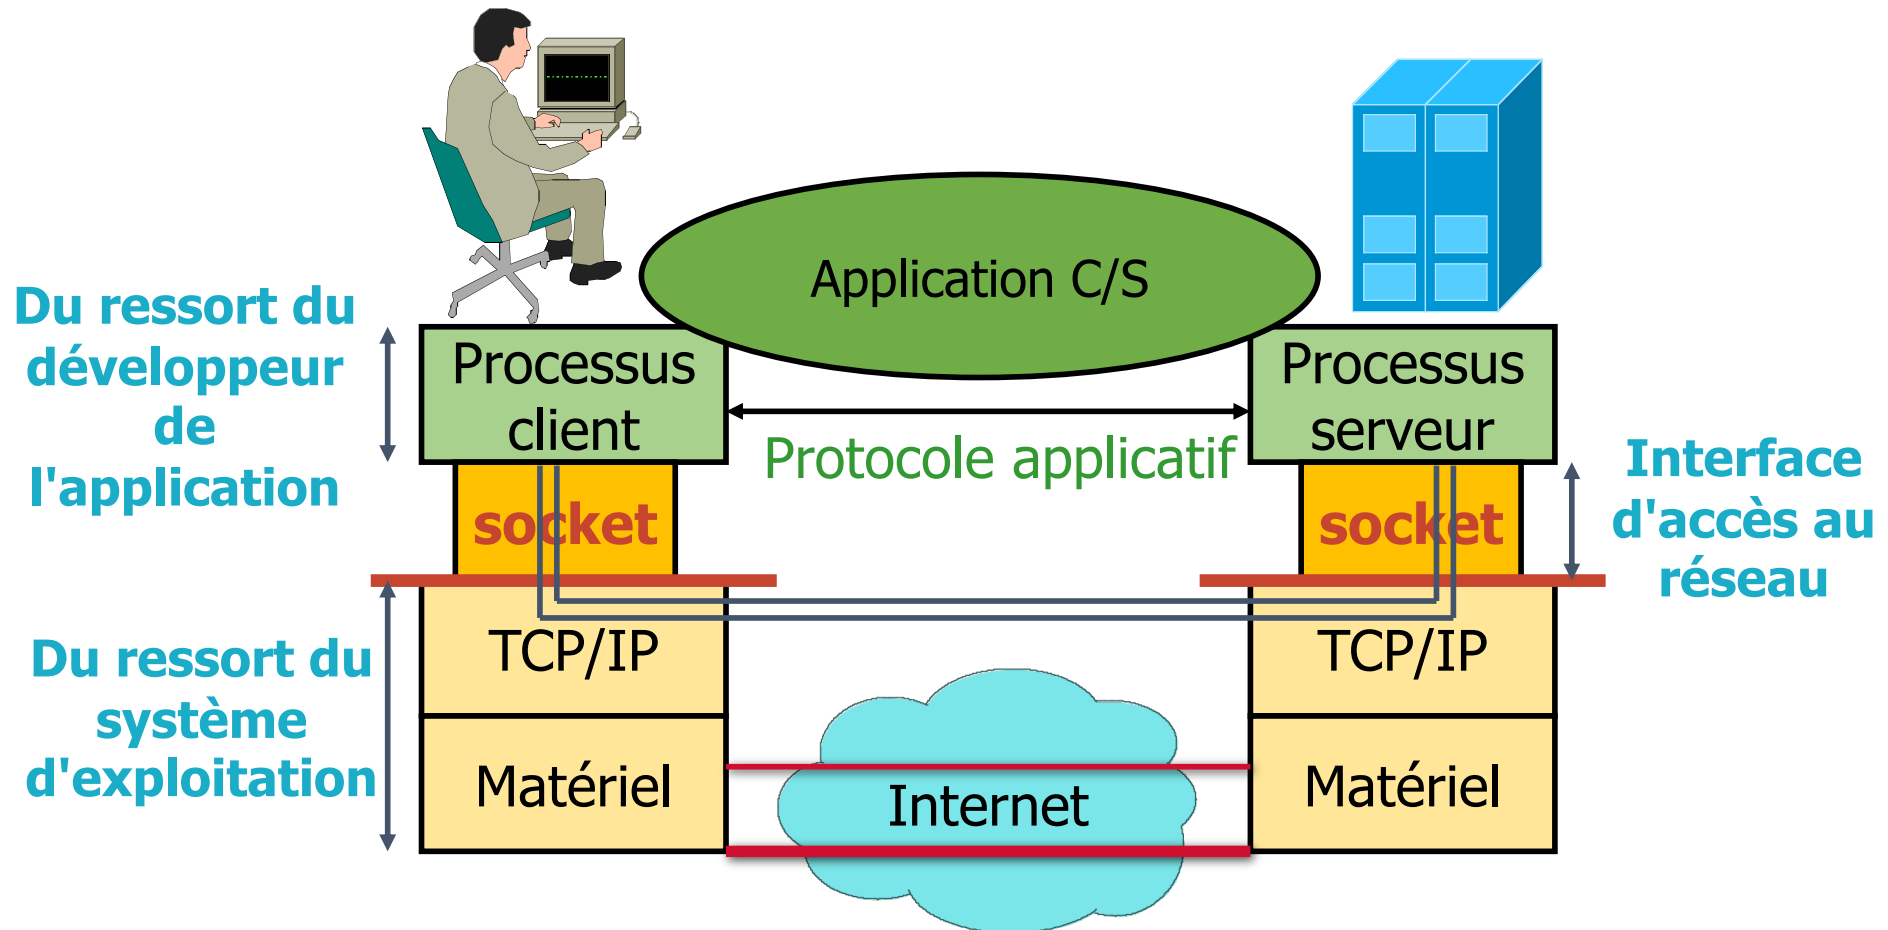 Application C/S
Du ressort du
développeur
de
l'application
Processus
client
Processus
serveur
Protocole applicatif
socket
socket
Interface
d'accès au
réseau
Du ressort du
système
d'exploitation
TCP/IP
TCP/IP
Matériel
Internet
Matériel